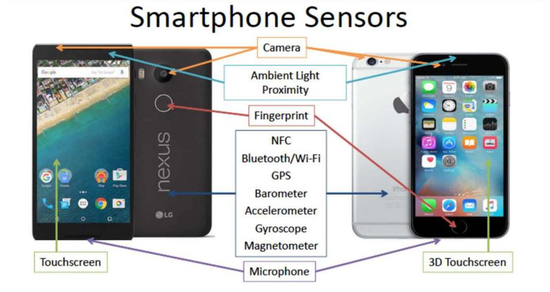 Smartphone Sensors
Camera
Ambient Light
Proximity
Fingerprint
NFC
Bluetooth/Wi-Fi
GPS
Barometer
Accelerometer
Gyroscope
Magnetometer
nexus
LG
Touchscreen
Microphone
3D Touchscreen